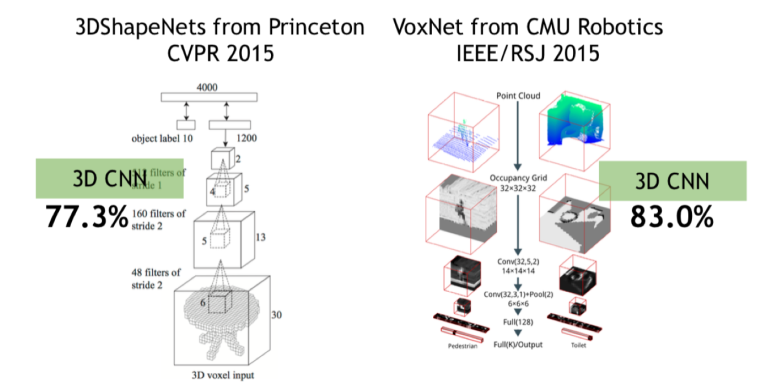 3DShapeNets from Princeton
CVPR 2015
VoxNet from CMU Robotics
IEEE/RSJ 2015
4000
object label 10
1200
2
filters of
stride 1
3D CNN
77.3%
4
5
160 filters of
stride 2
5
13
48 filters of
stride 2
6
30
3D voxel input
Point Cloud
Occupancy Grid
32×32×32
3D CNN
83.0%
Conv(32,5,2)
14×14×14
Conv(32,3,1)+Pool(2)
6×6×6
Full(128)
Pedestrian
Full(K)/Output
Toilet